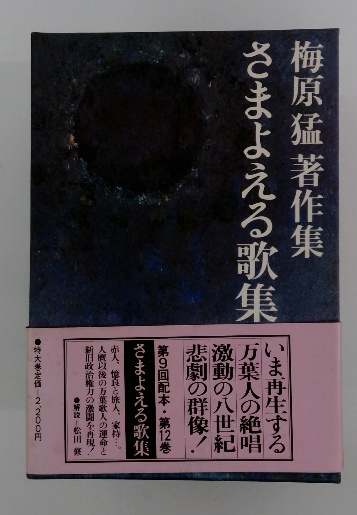 梅原猛著作集
さまよえる歌集
いま、再生する
万葉人の絶唱
激動の八世紀
悲劇の群像!
第9回配本・第12巻
さまよえる歌集
赤人、憶良と旅人、家持…。
人麿以後の万葉歌人の運命と
新旧政治権力の激闘を再現!
●解説=松田 修
●特大巻定価—2,200円